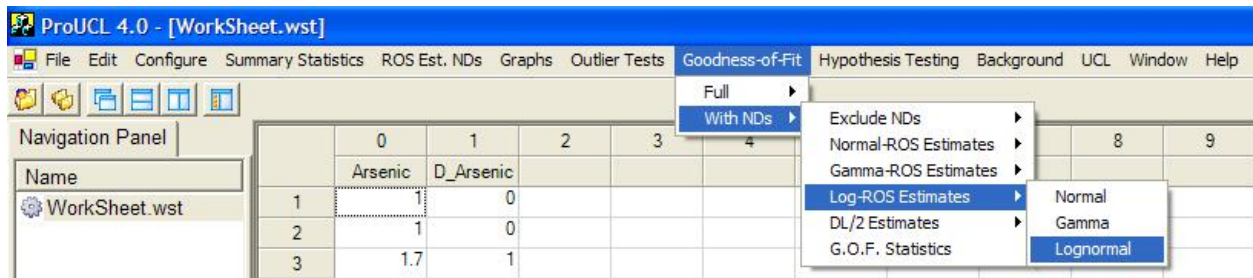 ProUCL 4.0 - [WorkSheet.wst]
File Edit Configure Summary Statistics ROS Est. NDs Graphs Outlier Tests Goodness-of-Fit Hypothesis Testing Background UCL Window Help
Full
With NDs
Exclude NDs
Normal-ROS Estimates
Gamma-ROS Estimates
Log-ROS Estimates
DL/2 Estimates
G.O.F. Statistics
Normal
Gamma
Lognormal
Navigation Panel
Name
WorkSheet.wst
0 1 2 3 4 8 9
Arsenic D_Arsenic
1 1 0
2 1 0
3 1.7 1